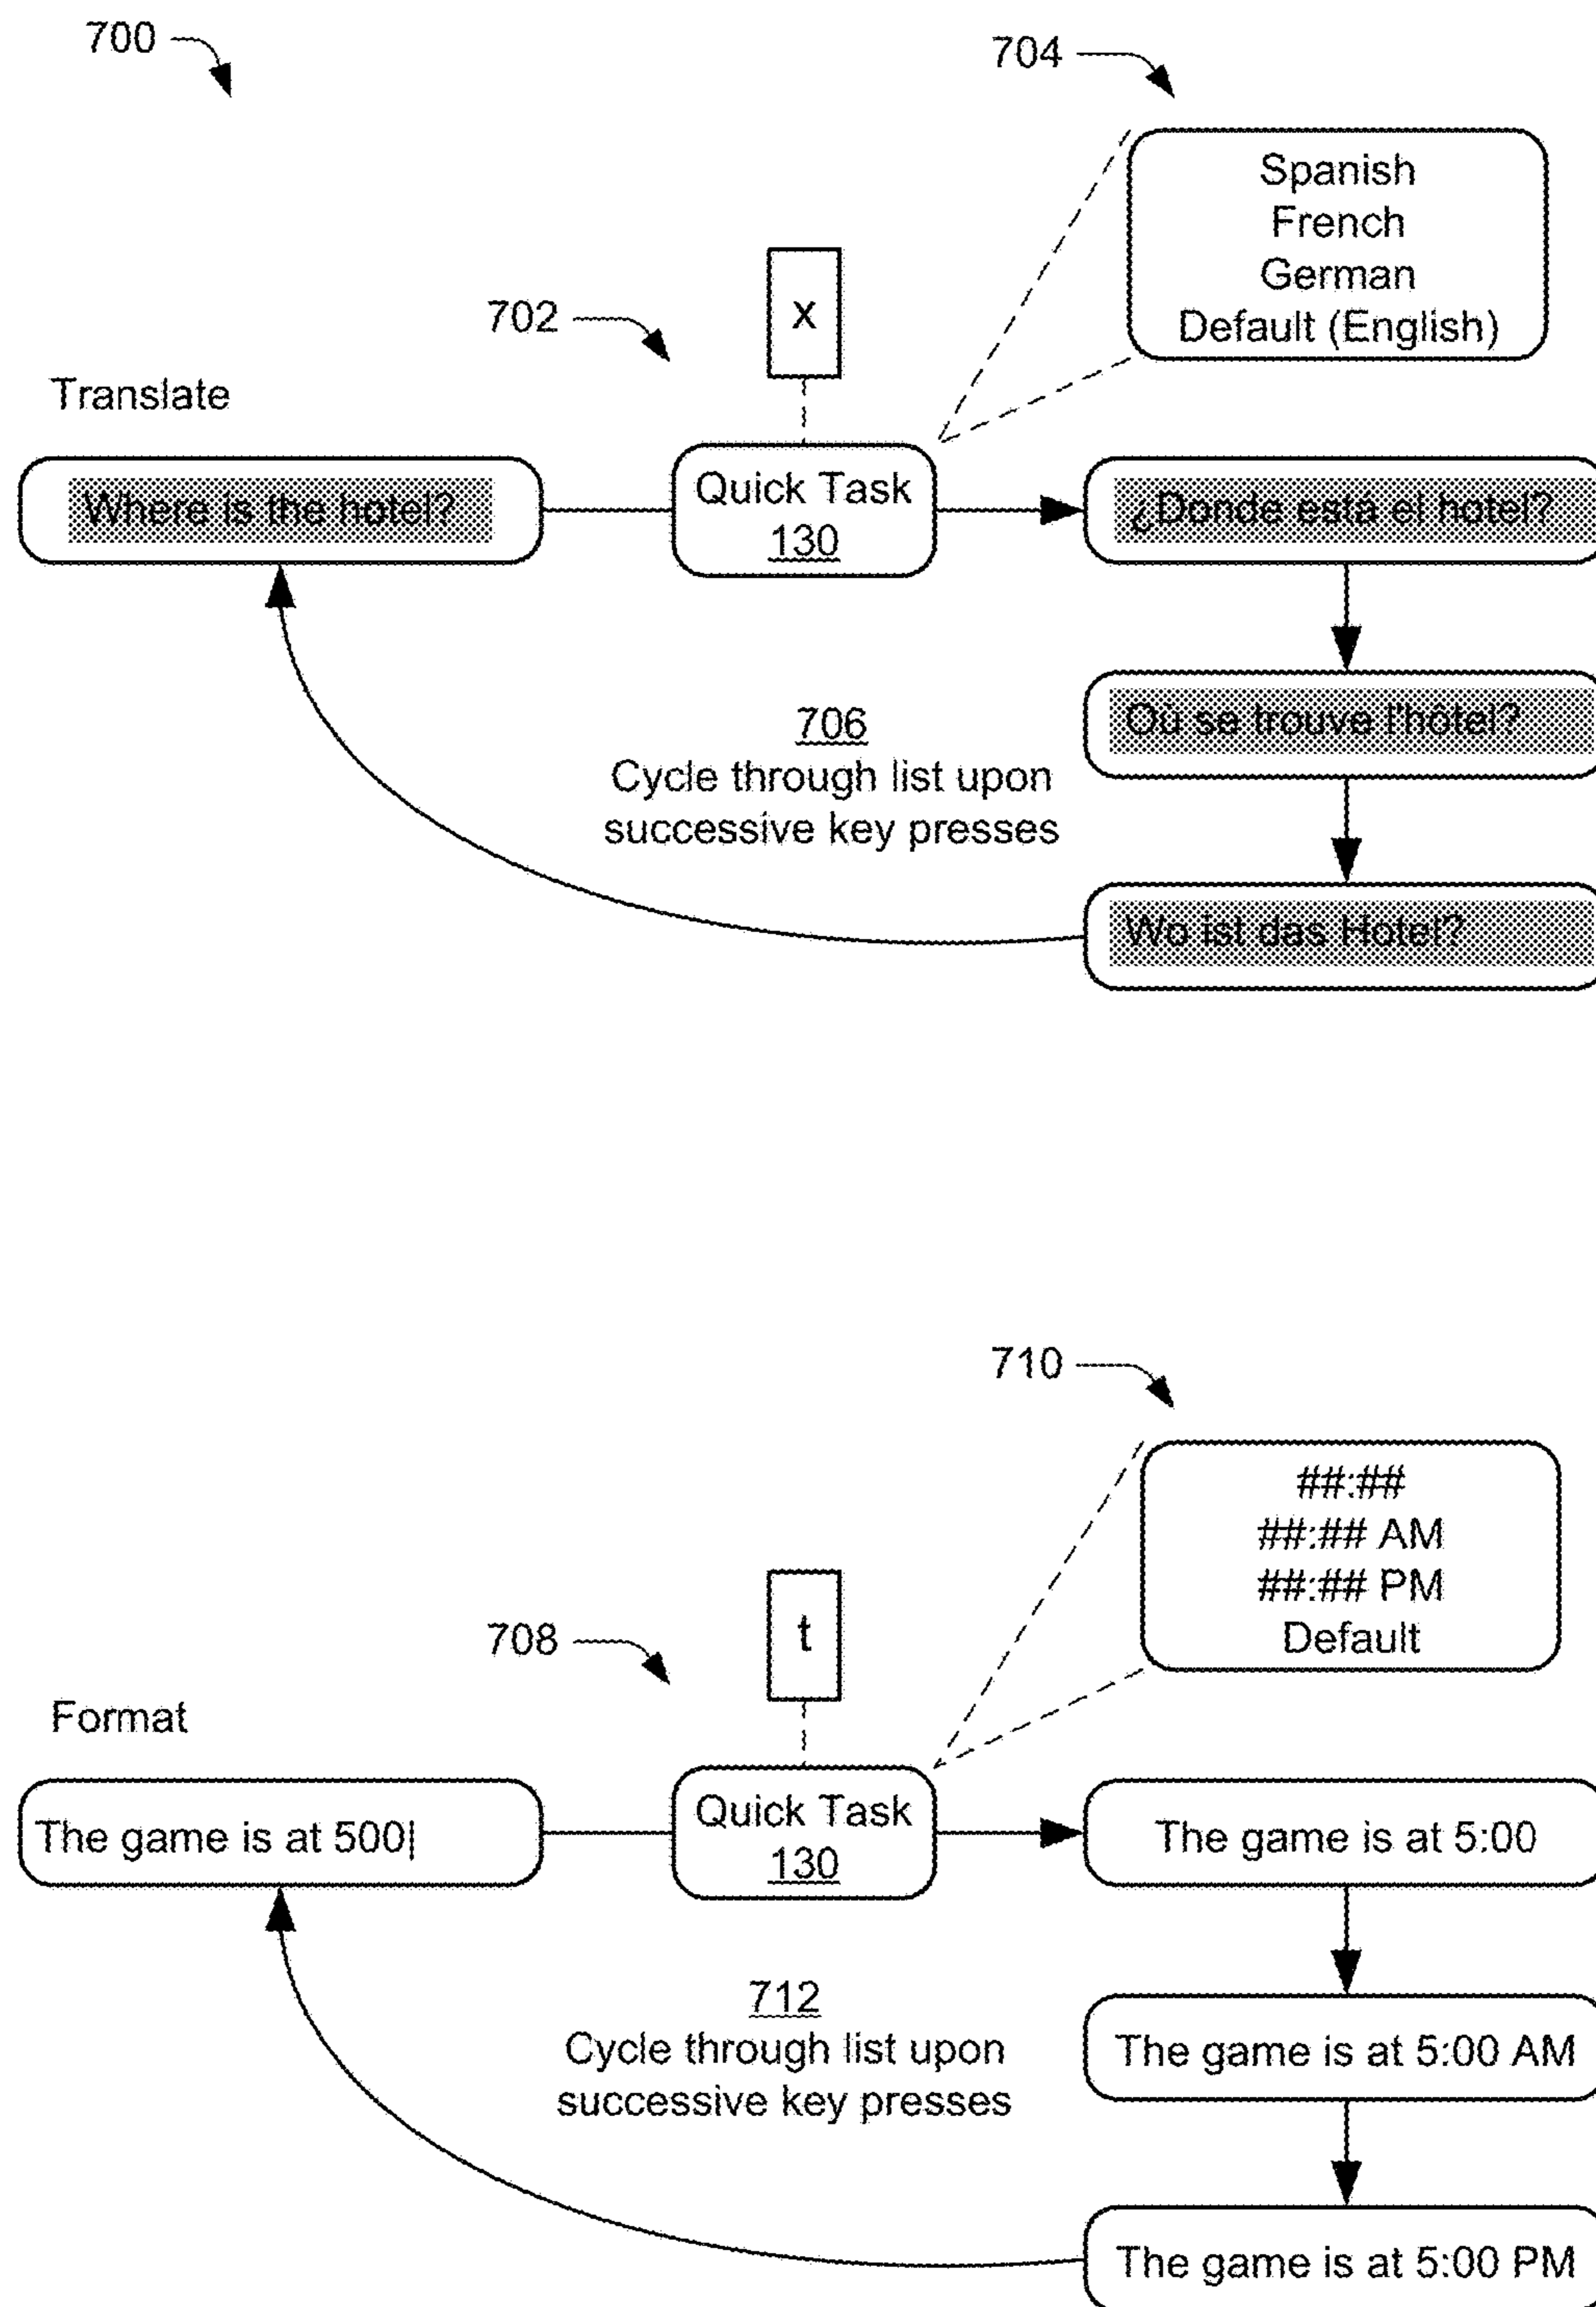 700
704
Spanish
French
German
Default (English)
x
702
Translate
Where is the hotel?
Quick Task
130
¿Donde está el hotel?
Où se trouve l'hôtel?
706
Cycle through list upon
successive key presses
Wo ist das Hotel?
710
##:##
##:## AM
##:## PM
Default
t
708
Format
The game is at 500|
Quick Task
130
The game is at 5:00
712
Cycle through list upon
successive key presses
The game is at 5:00 AM
The game is at 5:00 PM